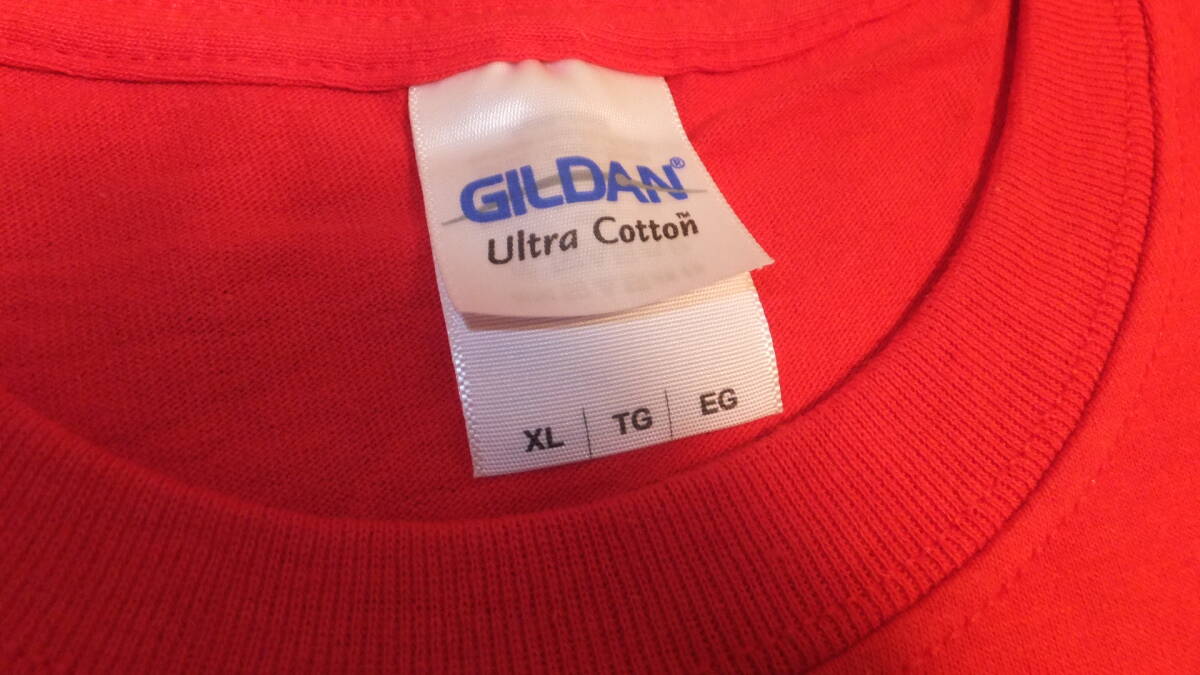 GILDAN®
Ultra Cotton™
XL | TG | EG